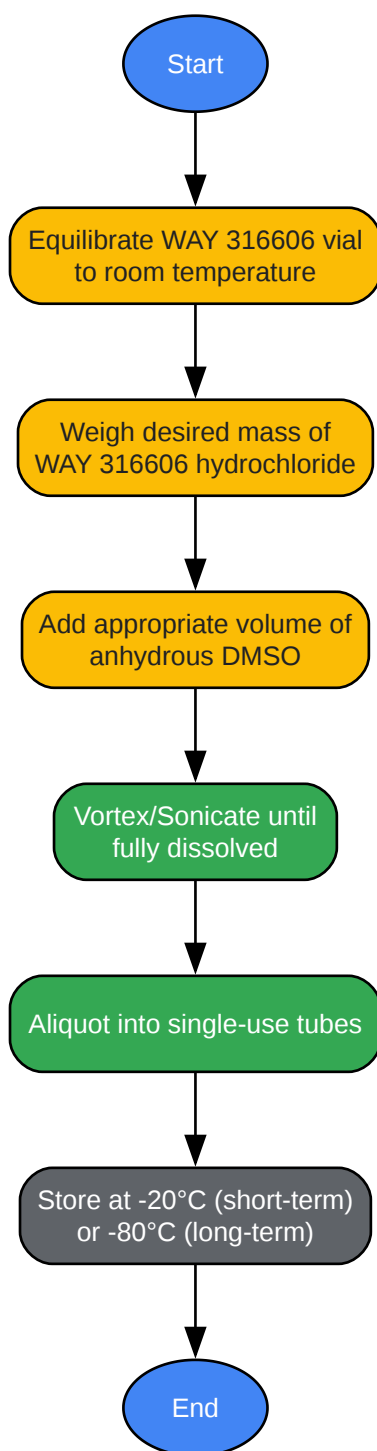 Start
Equilibrate WAY 316606 vial
to room temperature
Weigh desired mass of
WAY 316606 hydrochloride
Add appropriate volume of
anhydrous DMSO
Vortex/Sonicate until
fully dissolved
Aliquot into single-use tubes
Store at -20°C (short-term)
or -80°C (long-term)
End